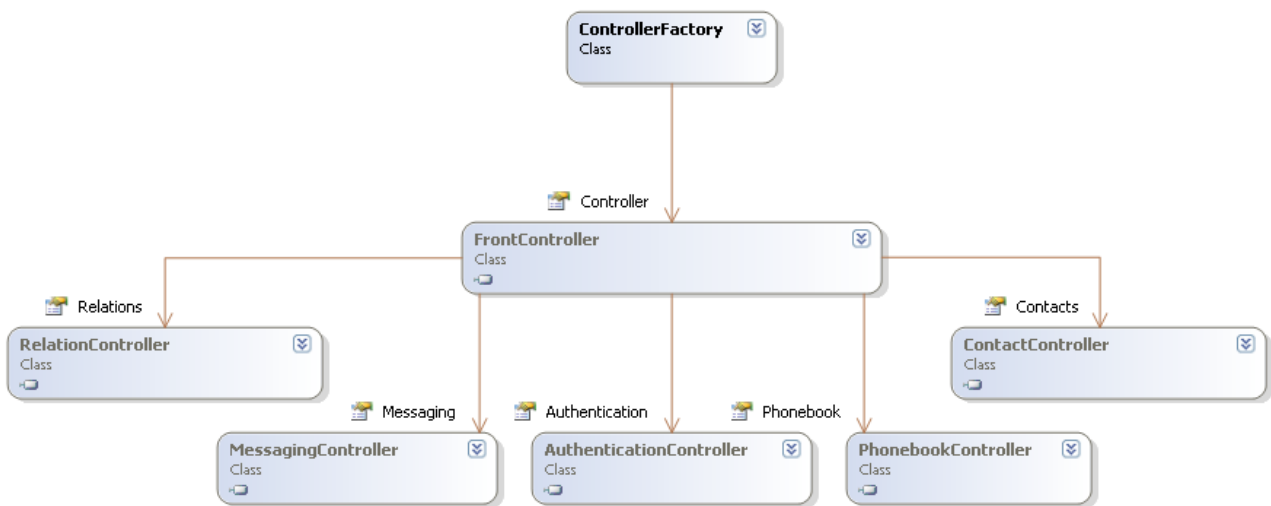 ControllerFactory
Class
Controller
FrontController
Class
Relations
Contacts
RelationController
Class
ContactController
Class
Messaging
Authentication
Phonebook
MessagingController
Class
AuthenticationController
Class
PhonebookController
Class